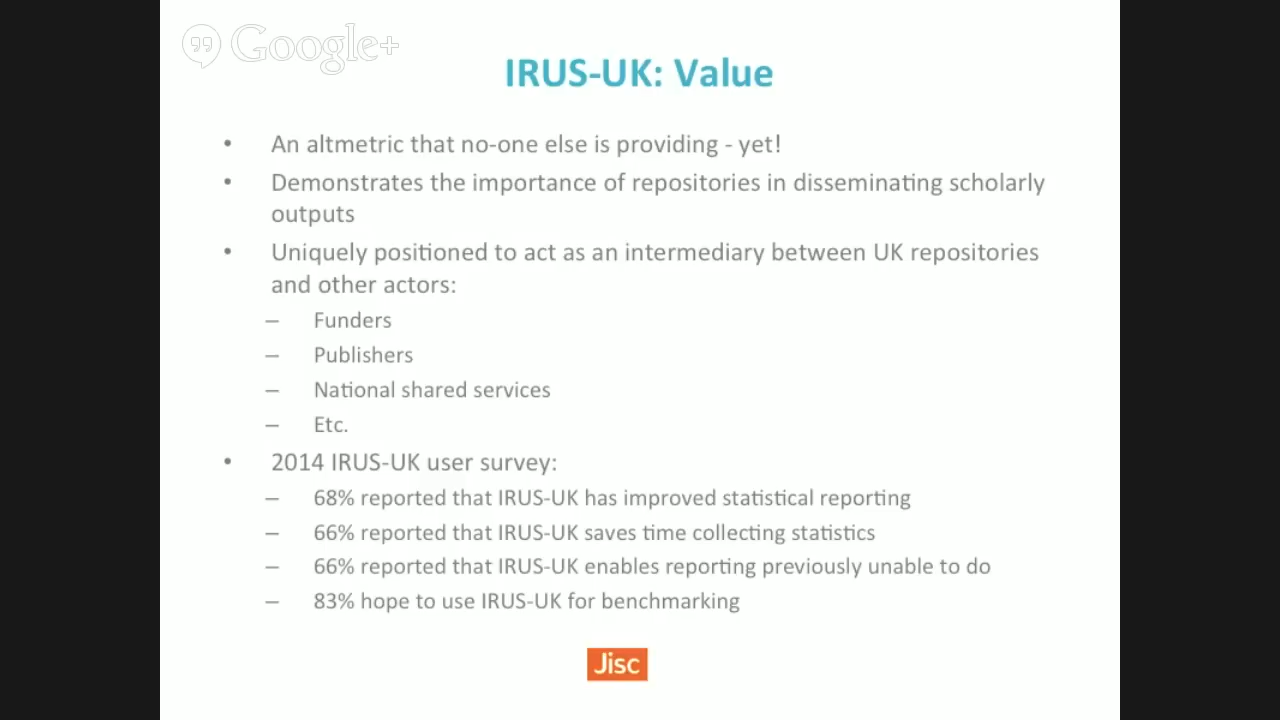 Google+
IRUS-UK: Value
• An altmetric that no-one else is providing - yet!
• Demonstrates the importance of repositories in disseminating scholarly
outputs
• Uniquely positioned to act as an intermediary between UK repositories
and other actors:
– Funders
– Publishers
– National shared services
– Etc.
• 2014 IRUS-UK user survey:
– 68% reported that IRUS-UK has improved statistical reporting
– 66% reported that IRUS-UK saves time collecting statistics
– 66% reported that IRUS-UK enables reporting previously unable to do
– 83% hope to use IRUS-UK for benchmarking
Jisc